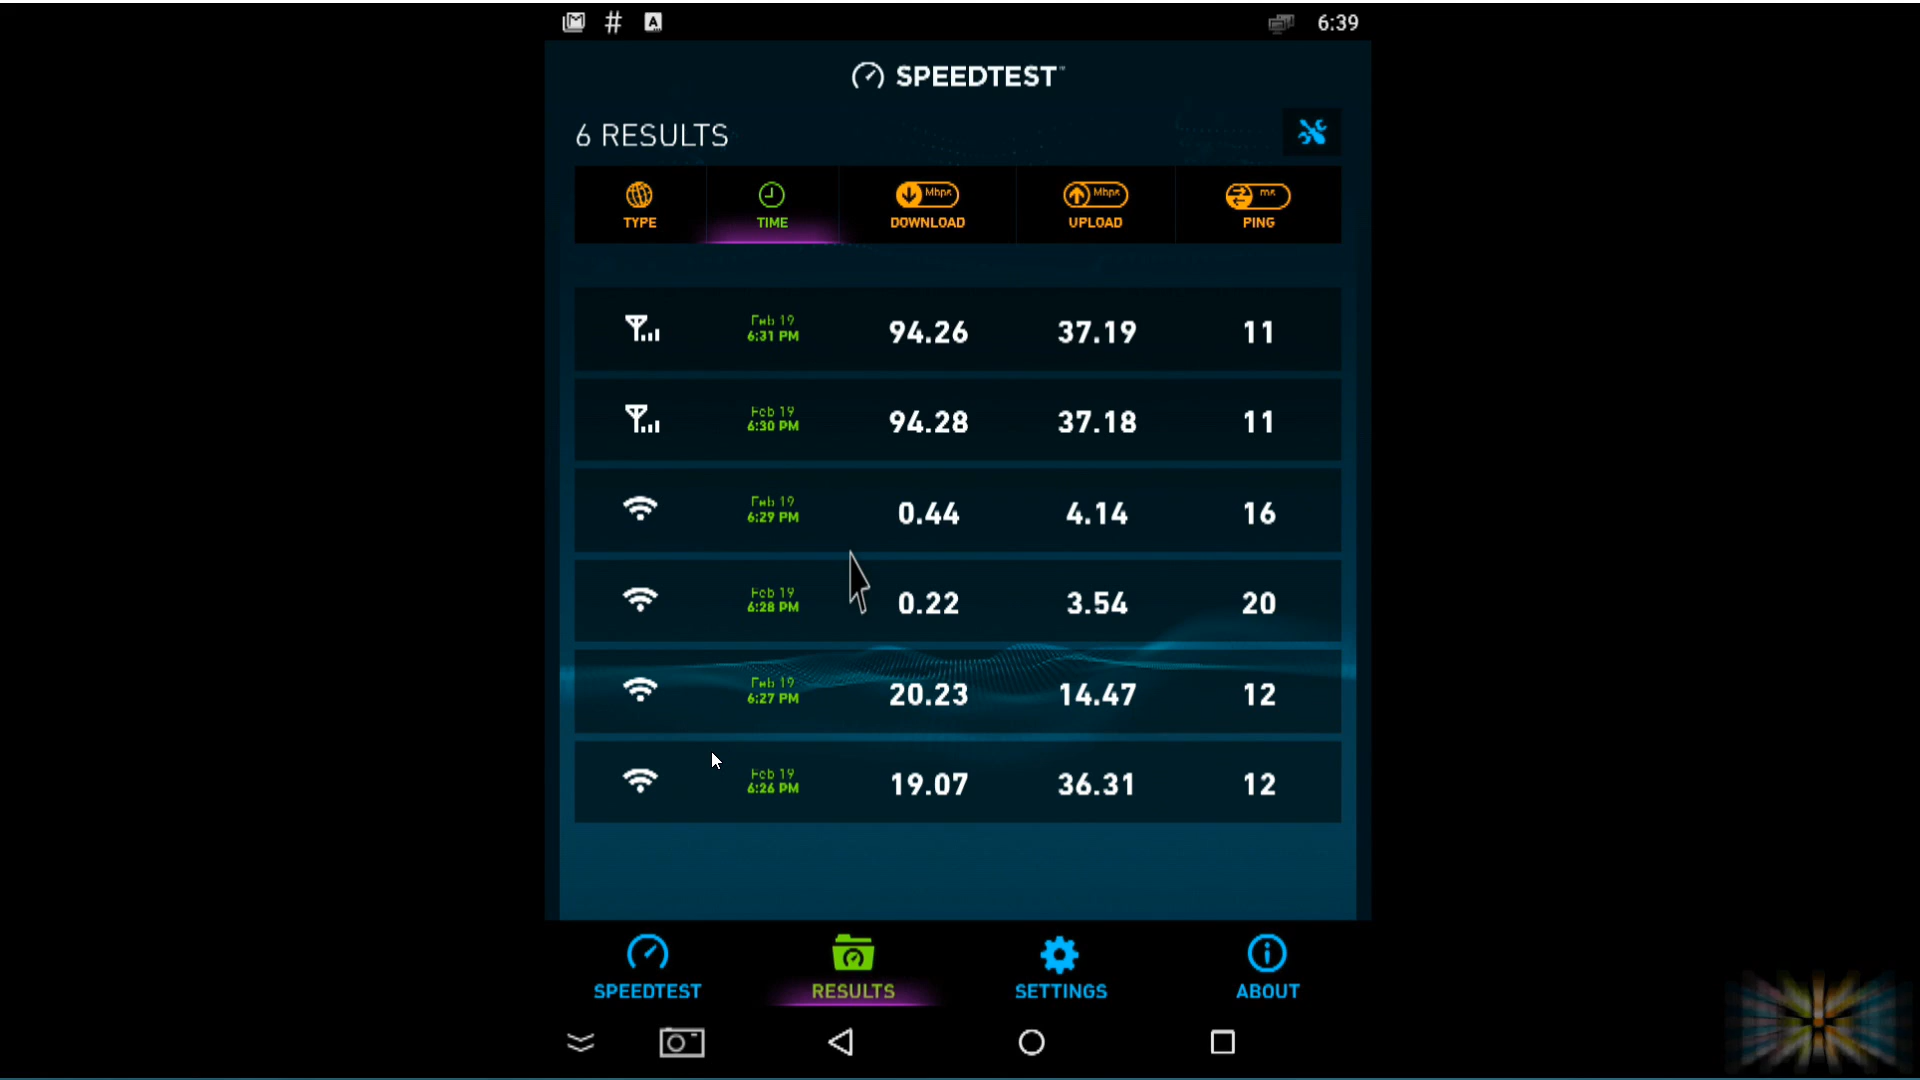 # A 6:39
SPEEDTEST™
6 RESULTS
TYPE TIME Mbps DOWNLOAD Mbps UPLOAD ms PING
Feb 19
6:31 PM 94.26 37.19 11
Feb 19
6:30 PM 94.28 37.18 11
Feb 19
6:29 PM 0.44 4.14 16
Feb 19
6:28 PM 0.22 3.54 20
Feb 19
6:27 PM 20.23 14.47 12
Feb 19
6:26 PM 19.07 36.31 12
SPEEDTEST RESULTS SETTINGS ABOUT